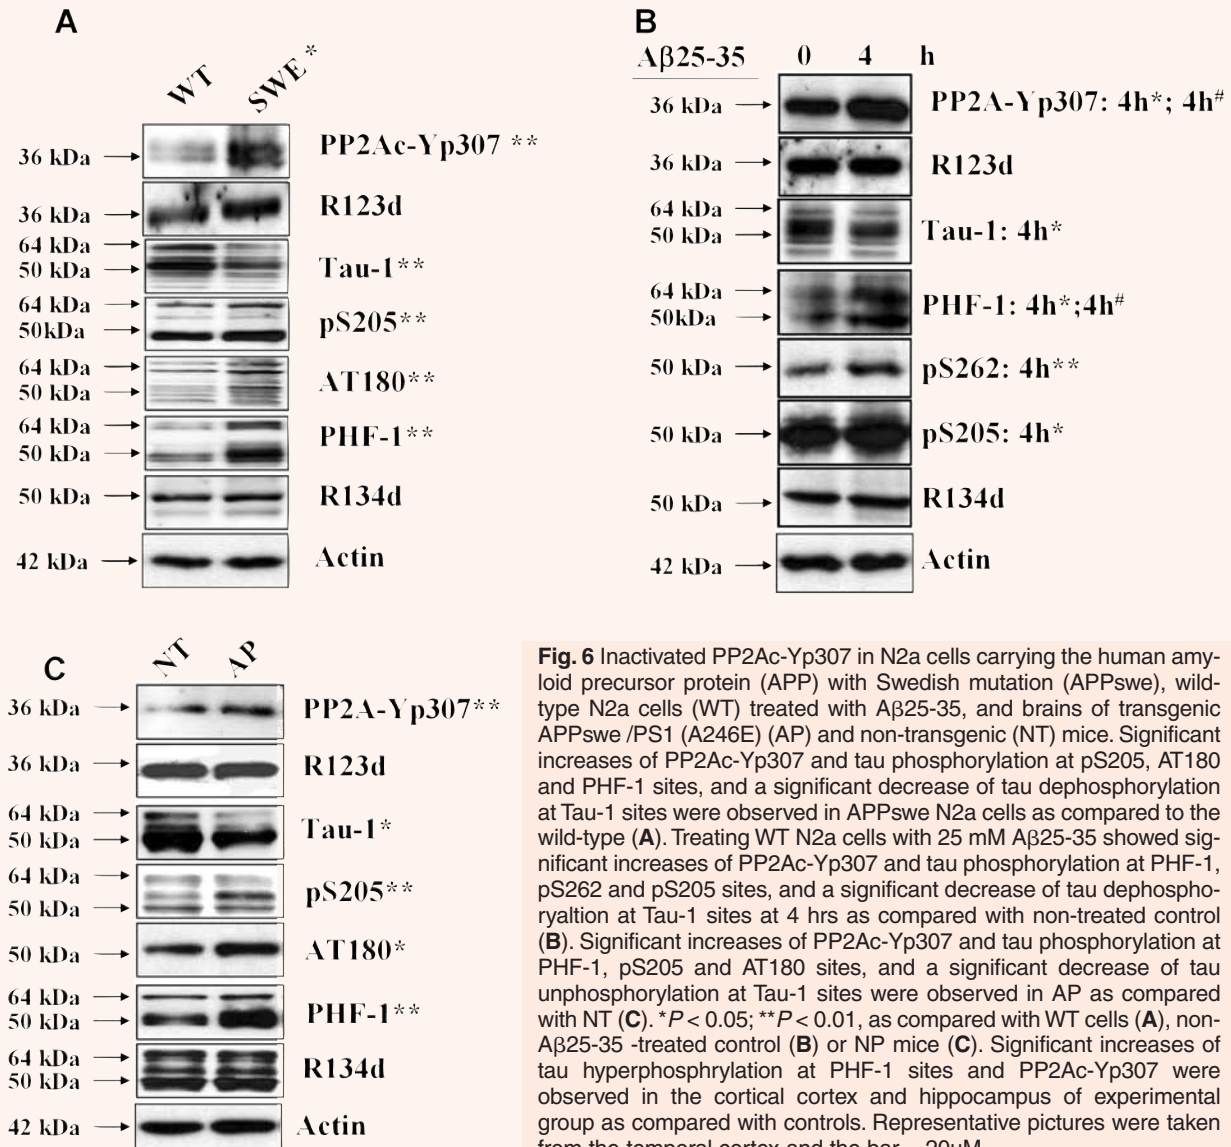 A
WT SWE *
36 kDa PP2Ac-Yp307 **
36 kDa R123d
64 kDa
50 kDa Tau-1**
64 kDa
50kDa pS205**
64 kDa
50 kDa AT180**
64 kDa
50 kDa PHF-1**
50 kDa R134d
42 kDa Actin
B
Aβ25-35 0 4 h
36 kDa PP2A-Yp307: 4h*; 4h#
36 kDa R123d
64 kDa
50 kDa Tau-1: 4h*
64 kDa
50kDa PHF-1: 4h*;4h#
50 kDa pS262: 4h**
50 kDa pS205: 4h*
50 kDa R134d
42 kDa Actin
C
NT AP
36 kDa PP2A-Yp307**
36 kDa R123d
64 kDa
50 kDa Tau-1*
64 kDa
50 kDa pS205**
50 kDa AT180*
64 kDa
50 kDa PHF-1**
64 kDa
50 kDa R134d
42 kDa Actin
Fig. 6 Inactivated PP2Ac-Yp307 in N2a cells carrying the human amy-
loid precursor protein (APP) with Swedish mutation (APPswe), wild-
type N2a cells (WT) treated with Aβ25-35, and brains of transgenic
APPswe /PS1 (A246E) (AP) and non-transgenic (NT) mice. Significant
increases of PP2Ac-Yp307 and tau phosphorylation at pS205, AT180
and PHF-1 sites, and a significant decrease of tau dephosphorylation
at Tau-1 sites were observed in APPswe N2a cells as compared to the
wild-type (A). Treating WT N2a cells with 25 mM Aβ25-35 showed sig-
nificant increases of PP2Ac-Yp307 and tau phosphorylation at PHF-1,
pS262 and pS205 sites, and a significant decrease of tau dephospho-
ryaltion at Tau-1 sites at 4 hrs as compared with non-treated control
(B). Significant increases of PP2Ac-Yp307 and tau phosphorylation at
PHF-1, pS205 and AT180 sites, and a significant decrease of tau
unphosphorylation at Tau-1 sites were observed in AP as compared
with NT (C). *P < 0.05; **P < 0.01, as compared with WT cells (A), non-
Aβ25-35 -treated control (B) or NP mice (C). Significant increases of
tau hyperphosphrylation at PHF-1 sites and PP2Ac-Yp307 were
observed in the cortical cortex and hippocampus of experimental
group as compared with controls. Representative pictures were taken
from the temporal cortex and the bar = 20μM